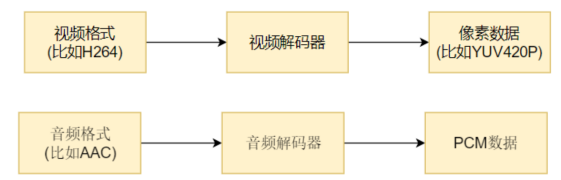 视频格式
(比如H264)
视频解码器
像素数据
(比如YUV420P)
音频格式
(比如AAC)
音频解码器
PCM数据